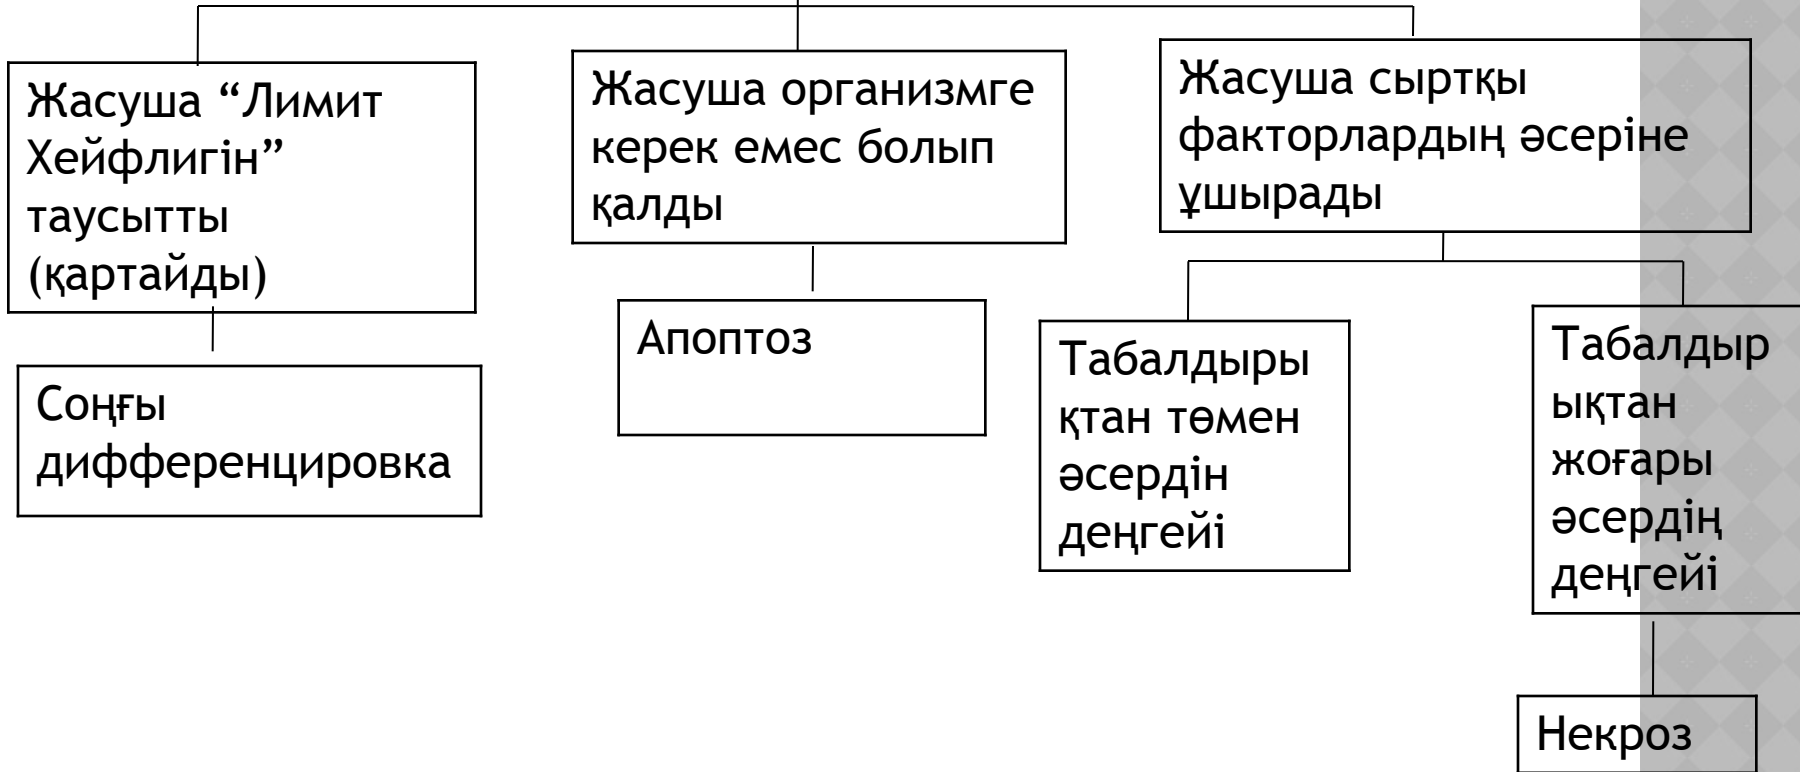 Жасуша “Лимит
Хейфлигін”
таусытты
(қартайды)
Жасуша организмге
керек емес болып
қалды
Жасуша сыртқы
факторлардың әсеріне
ұшырады
Соңғы
дифференцировка
Апоптоз
Табалдыры
қтан төмен
әсердін
деңгейі
Табалдыр
ықтан
жоғары
әсердің
деңгейі
Некроз